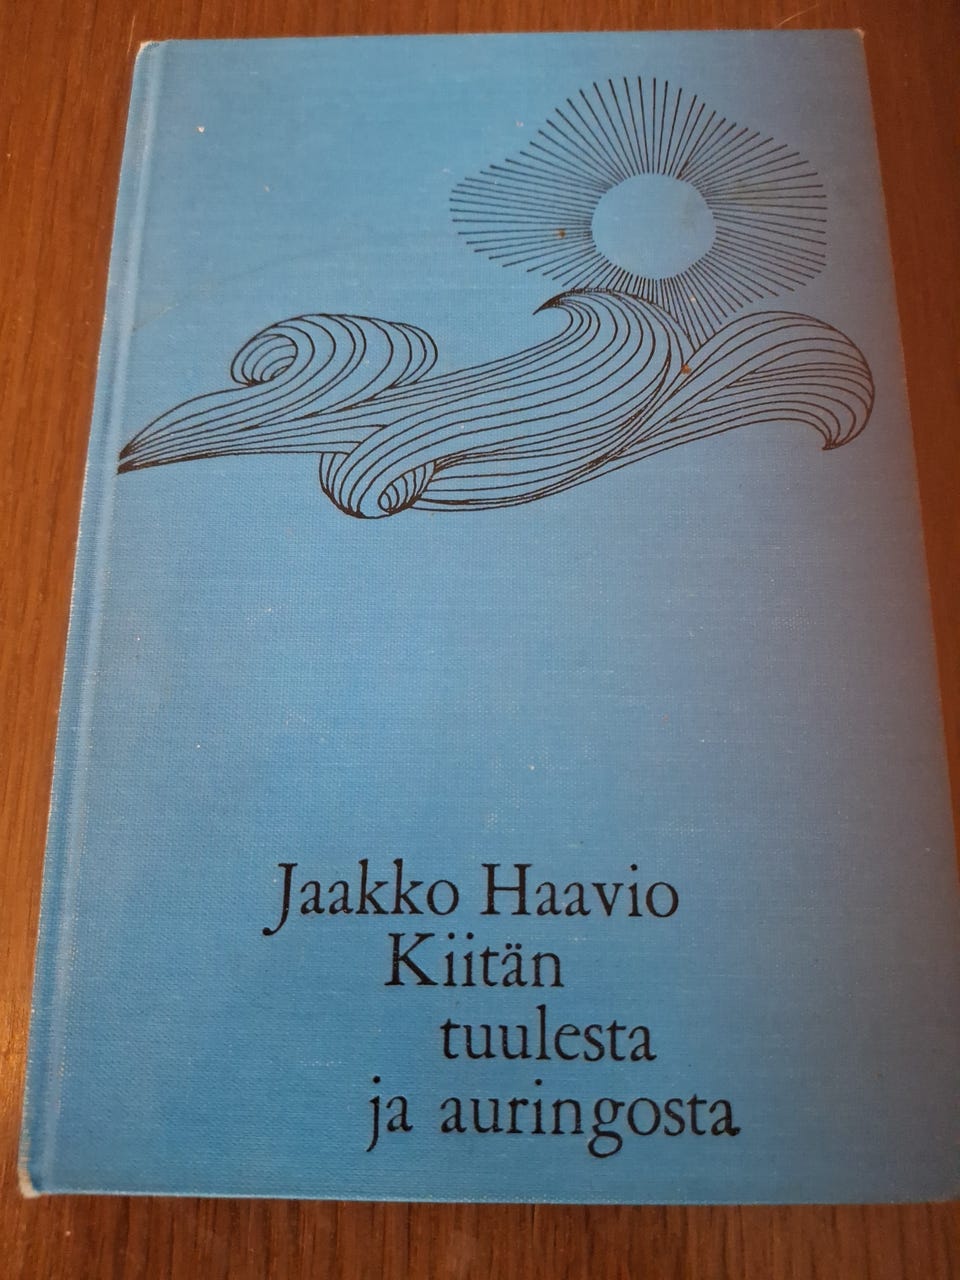 Jaakko Haavio
Kiitän
tuulesta
ja auringosta